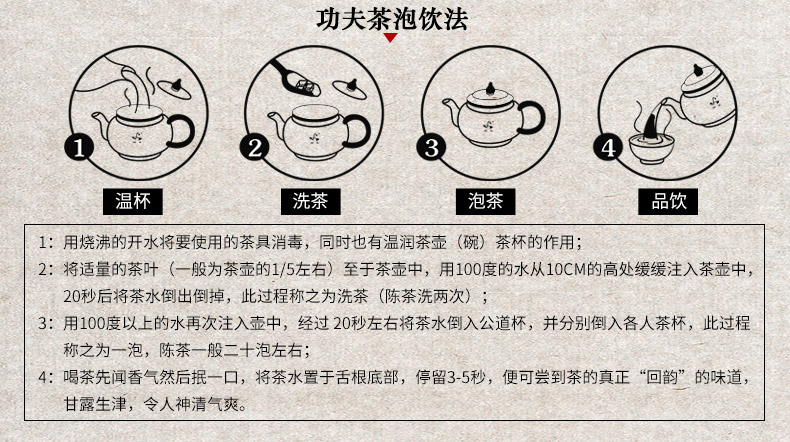 功夫茶泡饮法
1
2
3
4
温杯
洗茶
泡茶
品饮
1：用烧沸的开水将要使用的茶具消毒，同时也有温润茶壶（碗）茶杯的作用；
2：将适量的茶叶（一般为茶壶的1/5左右）至于茶壶中，用100度的水从10CM的高处缓缓注入茶壶中，
20秒后将茶水倒出倒掉，此过程称之为洗茶（陈茶洗两次）；
3：用100度以上的水再次注入壶中，经过 20秒左右将茶水倒入公道杯，并分别倒入各人茶杯，此过程
称之为一泡，陈茶一般二十泡左右；
4：喝茶先闻香气然后抿一口，将茶水置于舌根底部，停留3-5秒，便可尝到茶的真正“回韵”的味道，
甘露生津，令人神清气爽。